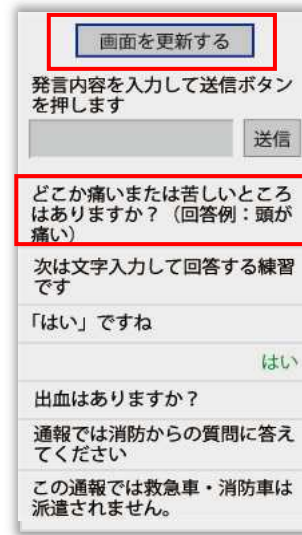 画面を更新する
発言内容を入力して送信ボタン
を押します
送信
どこか痛いまたは苦しいところ
はありますか？（回答例：頭が
痛い）
次は文字入力して回答する練習
です
「はい」ですね
はい
出血はありますか？
通報では消防からの質問に答え
てください
この通報では救急車・消防車は
派遣されません。